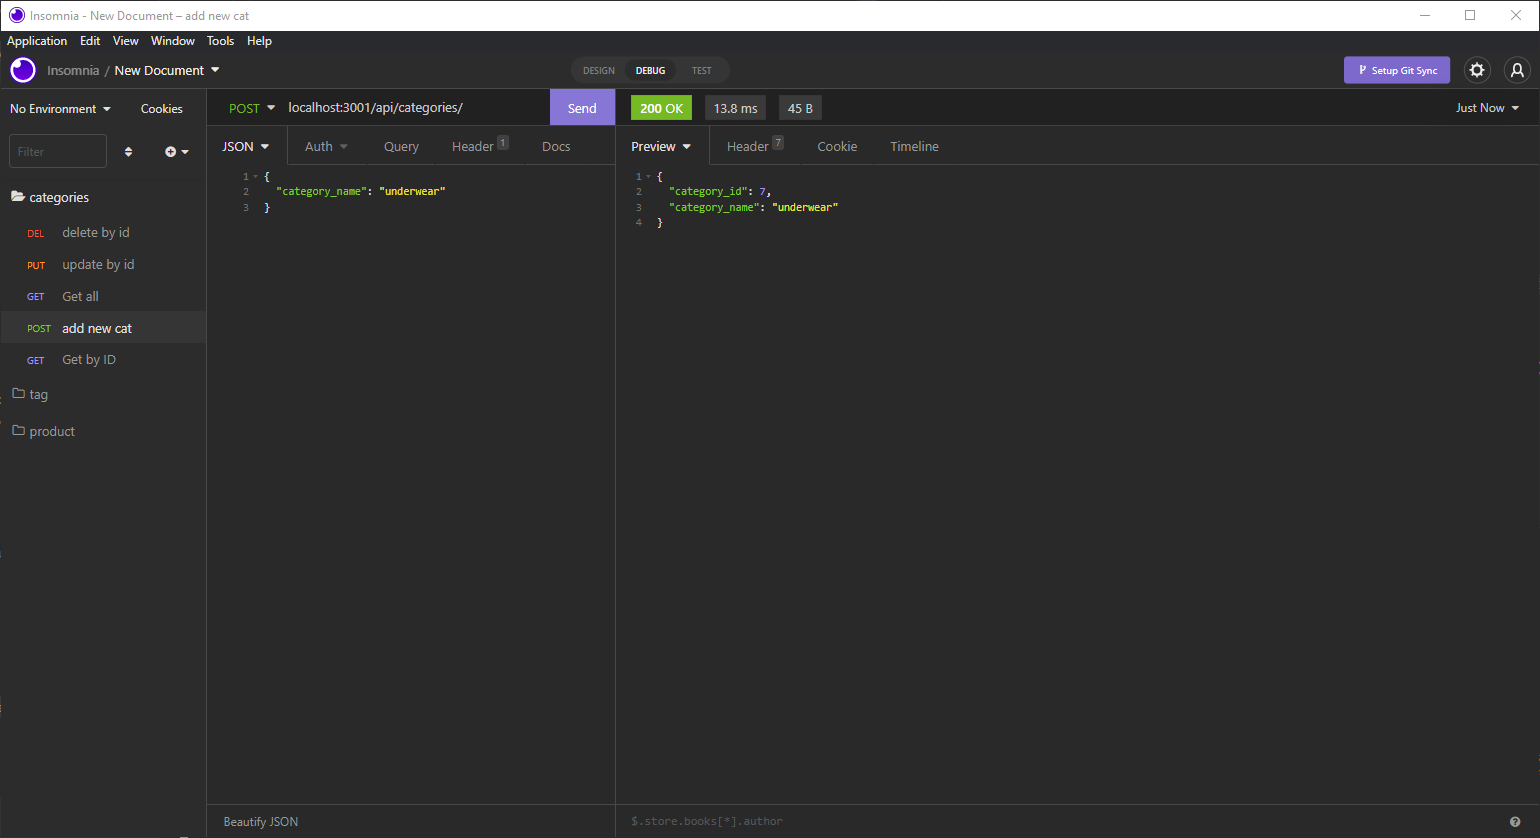 Insomnia - New Document – add new cat
Application Edit View Window Tools Help
Insomnia / New Document
DESIGN DEBUG TEST
Setup Git Sync
No Environment Cookies
POST localhost:3001/api/categories/ Send
200 OK 13.8 ms 45 B Just Now
Filter
JSON Auth Query Header 1 Docs
Preview Header 7 Cookie Timeline
categories
DEL delete by id
PUT update by id
GET Get all
POST add new cat
GET Get by ID
tag
product
1 {
2 "category_name": "underwear"
3 }
1 {
2 "category_id": 7,
3 "category_name": "underwear"
4 }
Beautify JSON
$.store.books[*].author